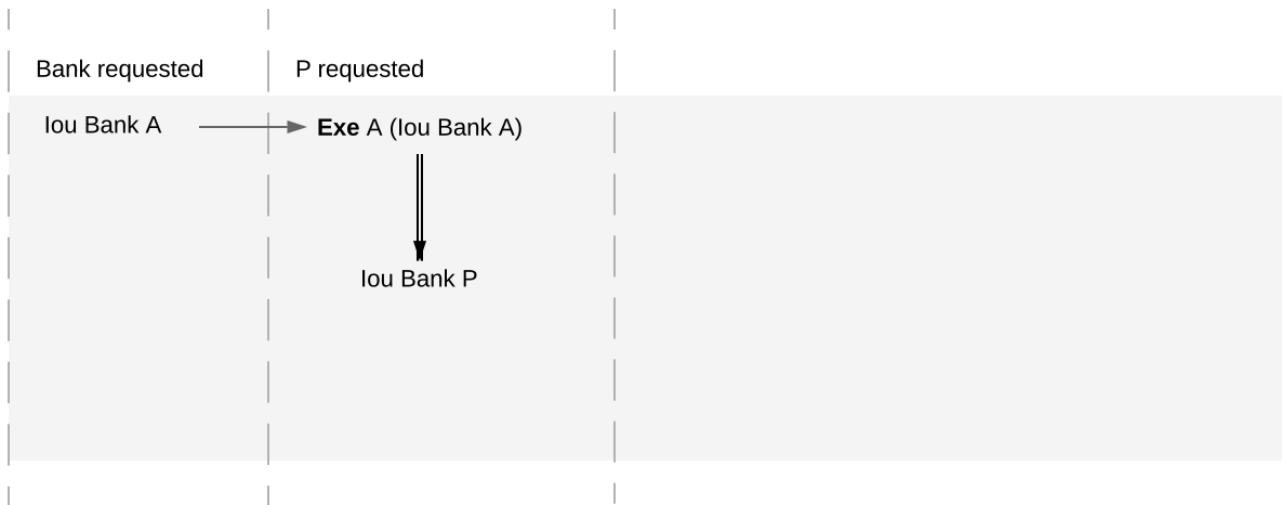 Bank requested
P requested
Iou Bank A
Exe A (Iou Bank A)
Iou Bank P